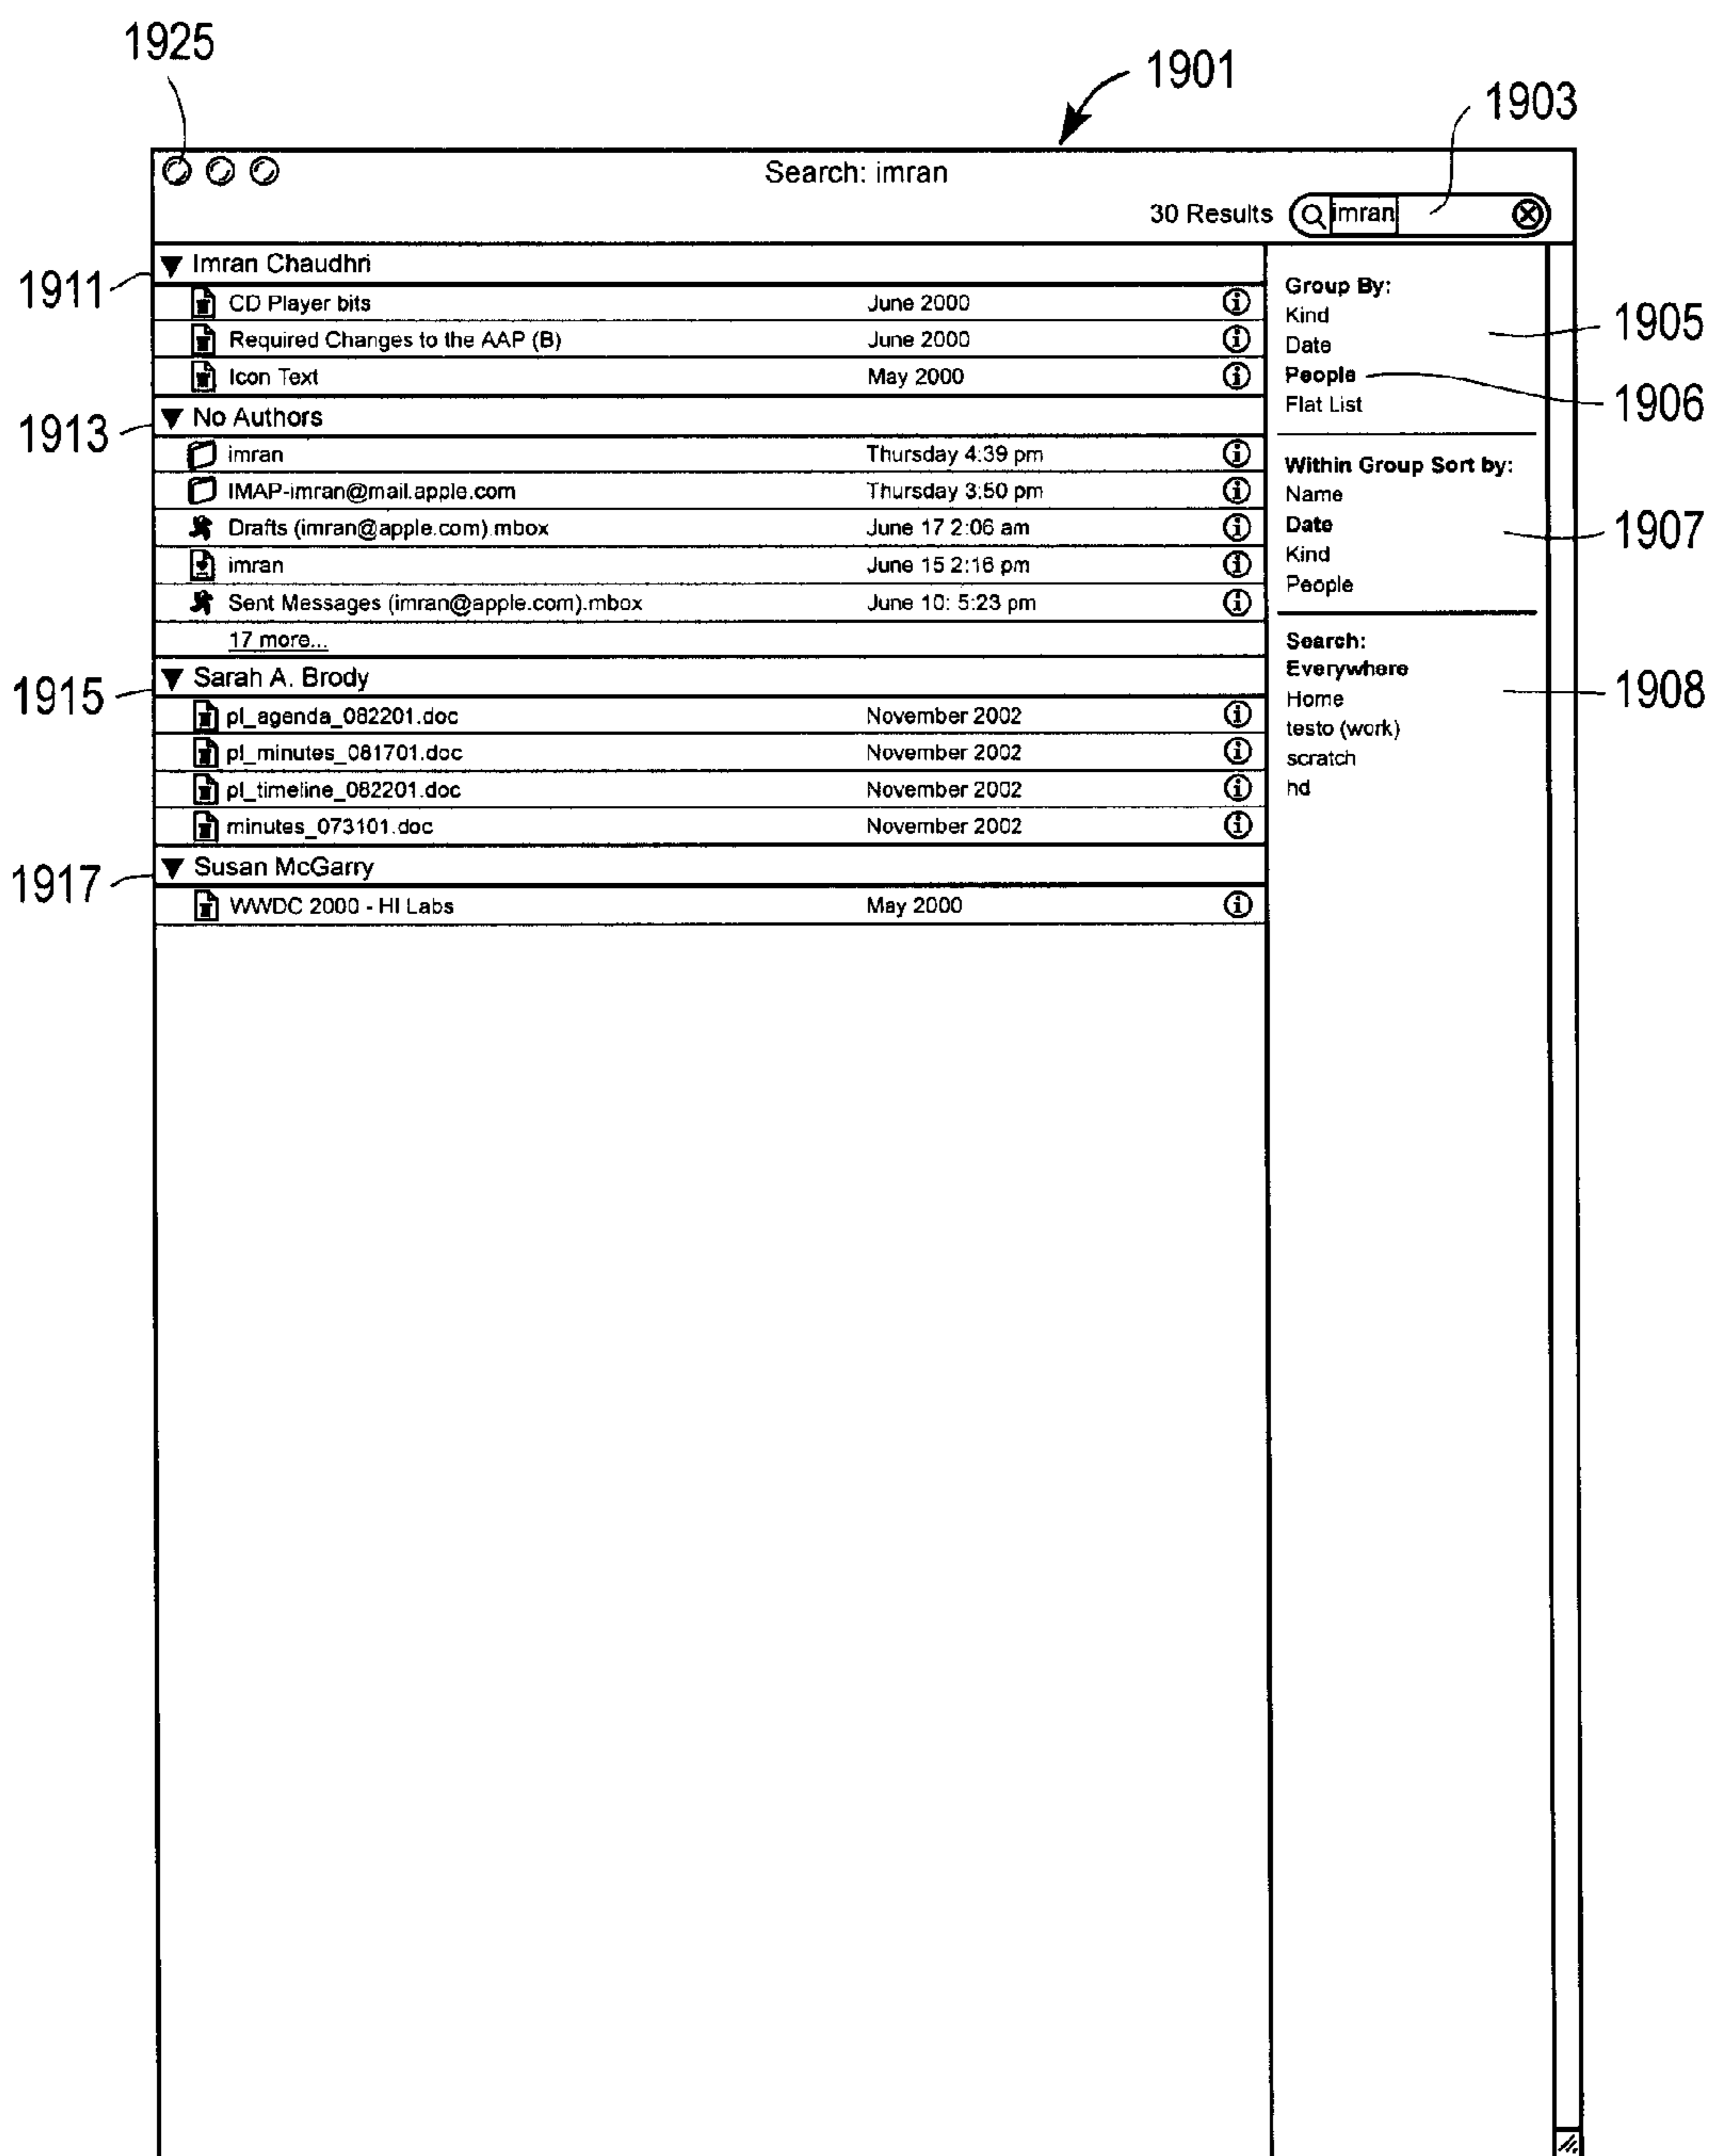 1925
1901
1903
Search: imran
30 Results imran
1911
Imran Chaudhri
CD Player bits June 2000
Required Changes to the AAP (B) June 2000
Icon Text May 2000
1913
No Authors
imran Thursday 4:39 pm
IMAP-imran@mail.apple.com Thursday 3:50 pm
Drafts (imran@apple.com).mbox June 17 2:06 am
imran June 15 2:16 pm
Sent Messages (imran@apple.com).mbox June 10: 5:23 pm
17 more...
1915
Sarah A. Brody
pl_agenda_082201.doc November 2002
pl_minutes_081701.doc November 2002
pl_timeline_082201.doc November 2002
minutes_073101.doc November 2002
1917
Susan McGarry
WWDC 2000 - HI Labs May 2000
Group By:
Kind
Date
People
Flat List
1905
1906
Within Group Sort by:
Name
Date
Kind
People
1907
Search:
Everywhere
Home
testo (work)
scratch
hd
1908